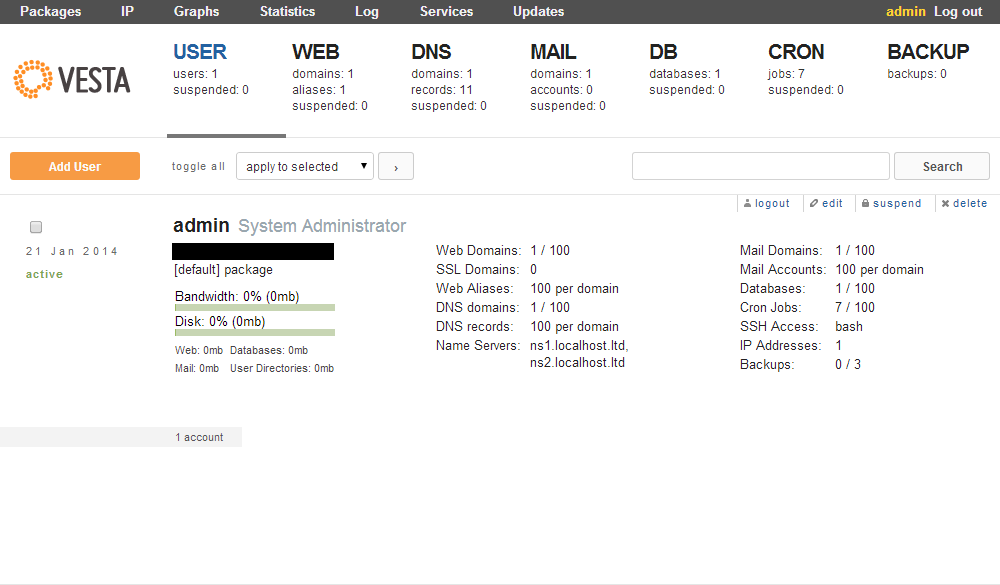 Packages IP Graphs Statistics Log Services Updates admin Log out
VESTA
USER WEB DNS MAIL DB CRON BACKUP
users: 1 domains: 1 domains: 1 domains: 1 databases: 1 jobs: 7 backups: 0
suspended: 0 aliases: 1 records: 11 accounts: 0 suspended: 0 suspended: 0
suspended: 0 suspended: 0 suspended: 0
Add User toggle all apply to selected › Search
logout edit suspend delete
admin System Administrator
21 Jan 2014
active
[default] package
Bandwidth: 0% (0mb)
Disk: 0% (0mb)
Web: 0mb Databases: 0mb
Mail: 0mb User Directories: 0mb
Web Domains: 1 / 100
SSL Domains: 0
Web Aliases: 100 per domain
DNS domains: 1 / 100
DNS records: 100 per domain
Name Servers: ns1.localhost.ltd,
ns2.localhost.ltd
Mail Domains: 1 / 100
Mail Accounts: 100 per domain
Databases: 1 / 100
Cron Jobs: 7 / 100
SSH Access: bash
IP Addresses: 1
Backups: 0 / 3
1 account